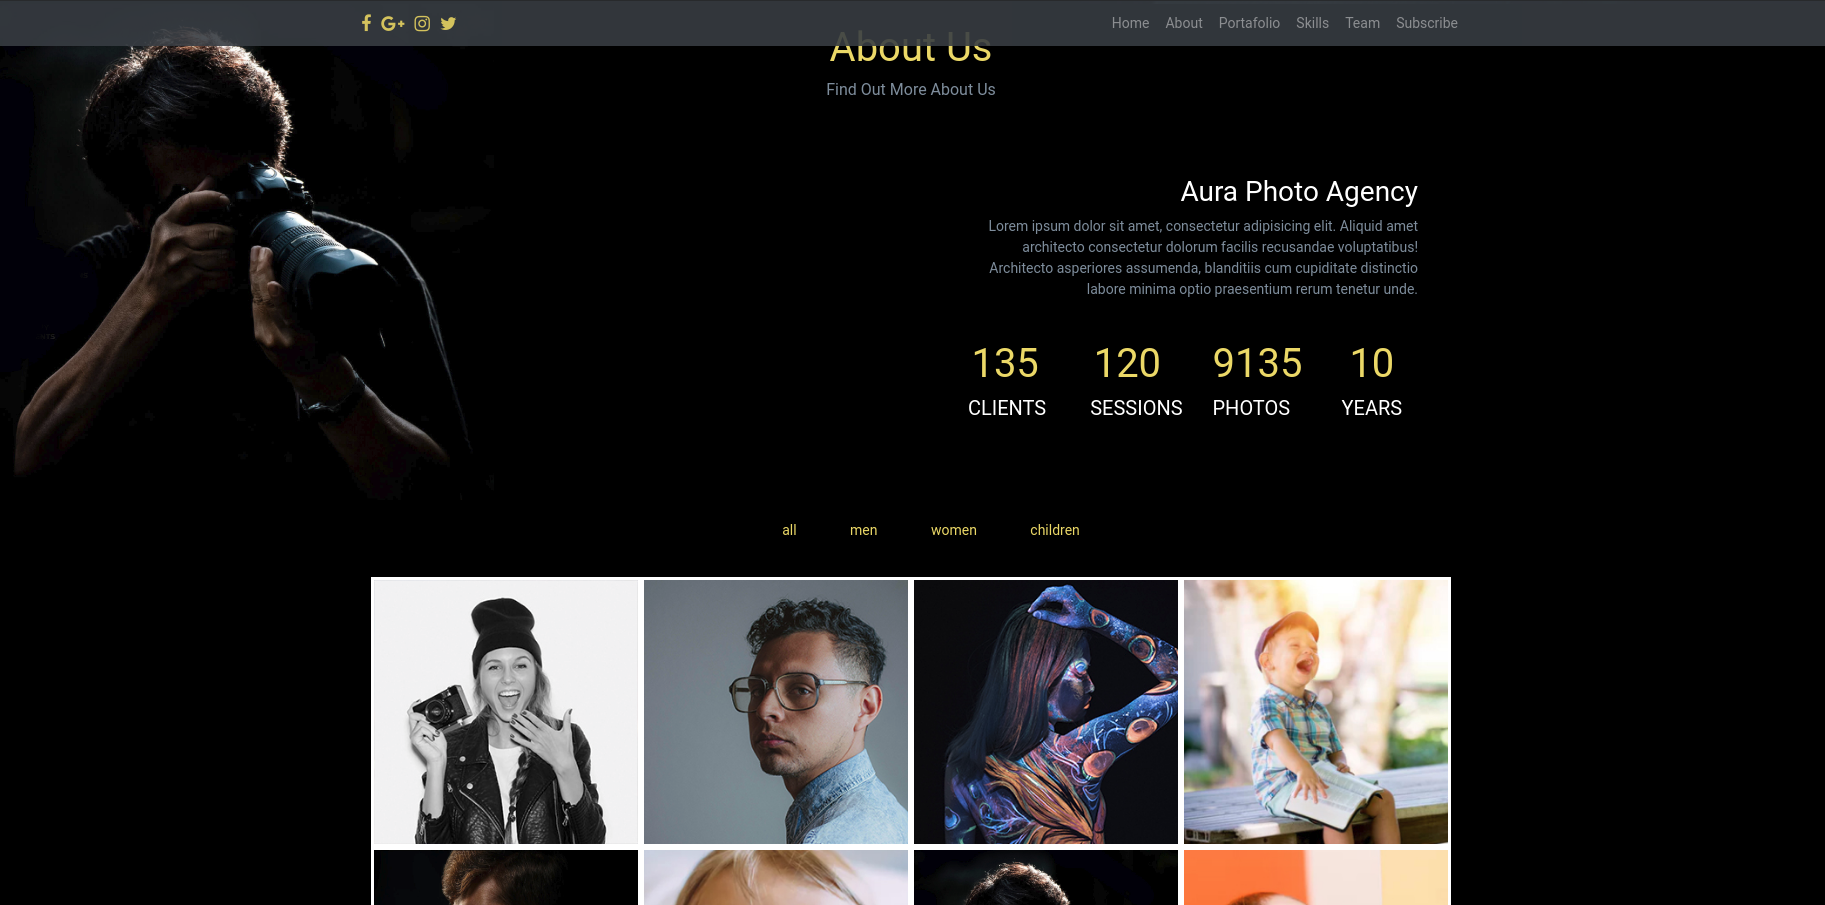 Home About Portafolio Skills Team Subscribe
About Us
Find Out More About Us
Aura Photo Agency
Lorem ipsum dolor sit amet, consectetur adipisicing elit. Aliquid amet
architecto consectetur dolorum facilis recusandae voluptatibus!
Architecto asperiores assumenda, blanditiis cum cupiditate distinctio
labore minima optio praesentium rerum tenetur unde.
135 120 9135 10
CLIENTS SESSIONS PHOTOS YEARS
all men women children